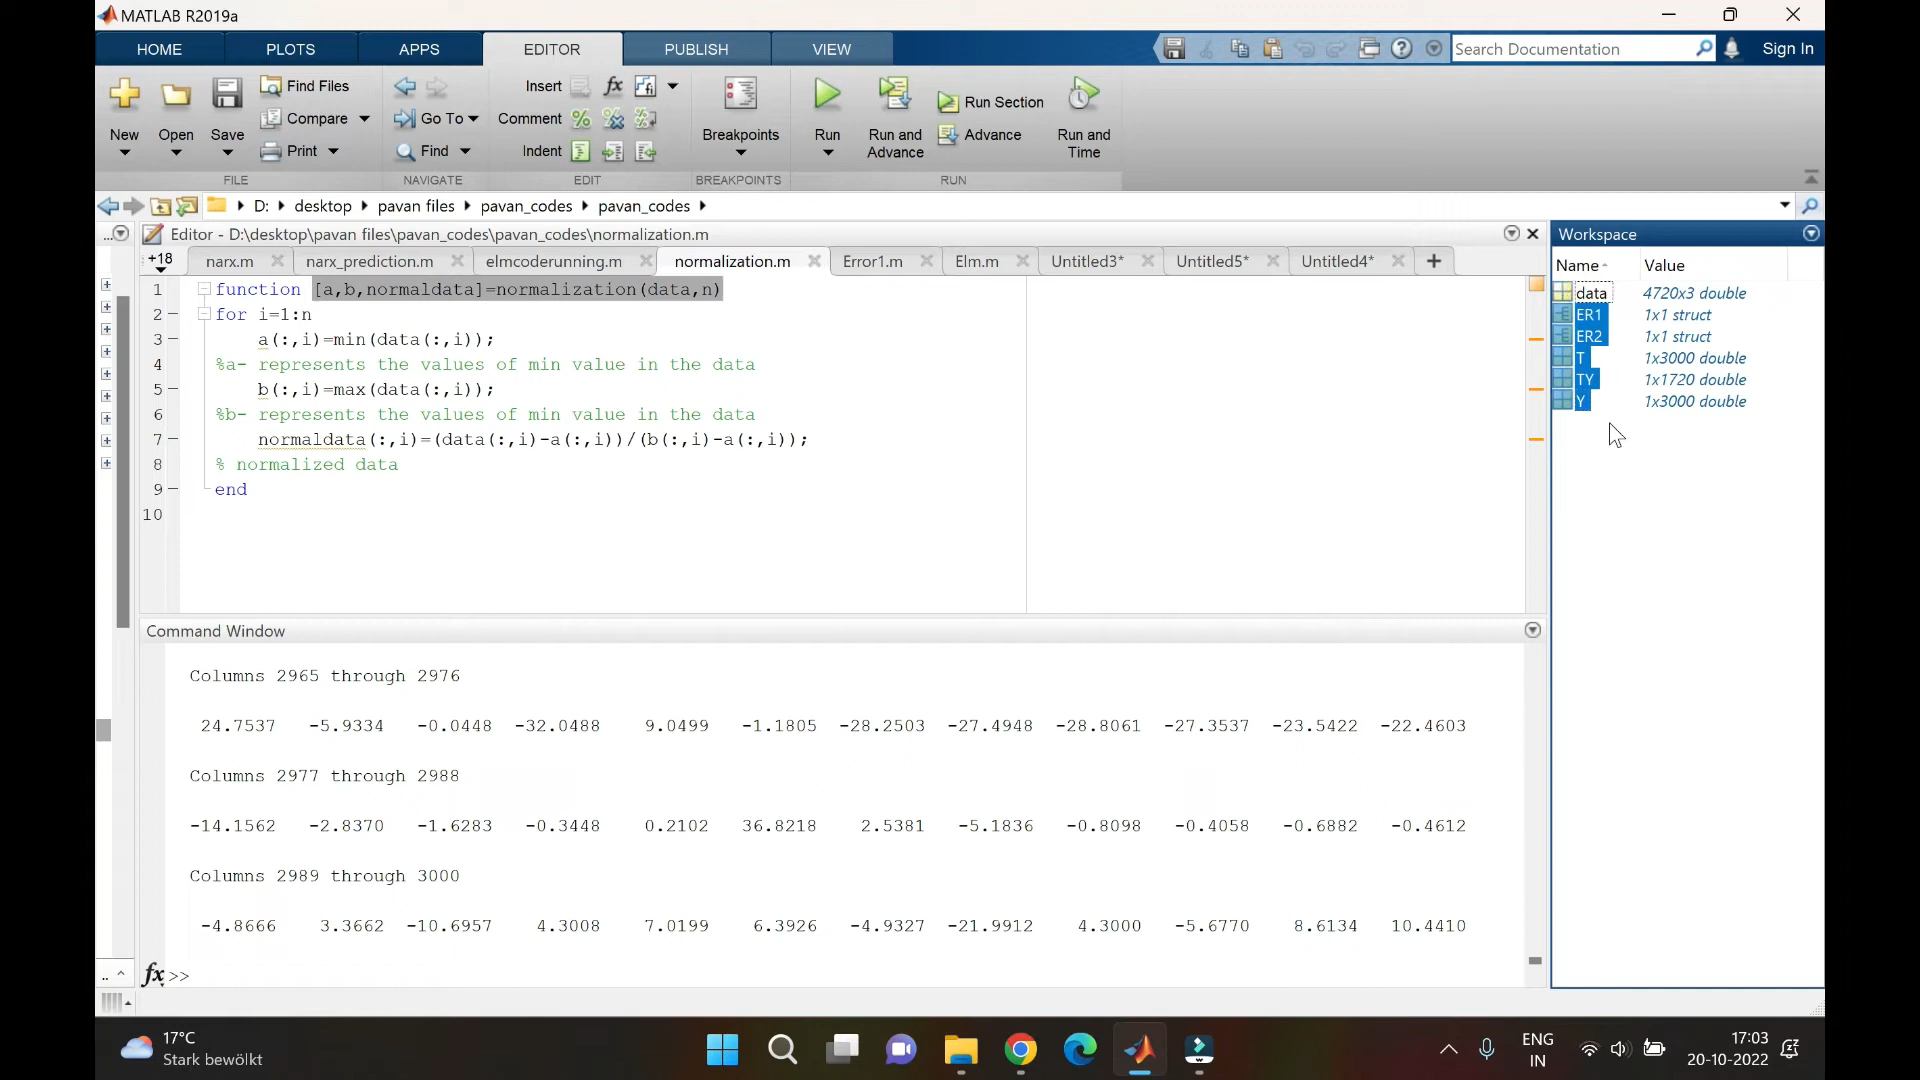 MATLAB R2019a
HOME PLOTS APPS EDITOR PUBLISH VIEW
Search Documentation
Sign In
New
Open
Save
Find Files
Compare
Print
FILE
Go To
Find
NAVIGATE
Insert
fx
Comment
Indent
EDIT
Breakpoints
BREAKPOINTS
Run
Run and
Advance
Run Section
Advance
Run and
Time
RUN
D: desktop pavan files pavan_codes pavan_codes
Editor - D:\desktop\pavan files\pavan_codes\pavan_codes\normalization.m
+18 narx.m narx_prediction.m elmcoderunning.m normalization.m Error1.m Elm.m Untitled3* Untitled5* Untitled4*
1 function [a,b,normaldata]=normalization(data,n)
2 – for i=1:n
3 – a(:,i)=min(data(:,i));
4 %a- represents the values of min value in the data
5 – b(:,i)=max(data(:,i));
6 %b- represents the values of min value in the data
7 – normaldata(:,i)=(data(:,i)-a(:,i))/(b(:,i)-a(:,i));
8 % normalized data
9 – end
10
Workspace
Name Value
data 4720x3 double
ER1 1x1 struct
ER2 1x1 struct
T 1x3000 double
TY 1x1720 double
Y 1x3000 double
Command Window
Columns 2965 through 2976
24.7537 -5.9334 -0.0448 -32.0488 9.0499 -1.1805 -28.2503 -27.4948 -28.8061 -27.3537 -23.5422 -22.4603
Columns 2977 through 2988
-14.1562 -2.8370 -1.6283 -0.3448 0.2102 36.8218 2.5381 -5.1836 -0.8098 -0.4058 -0.6882 -0.4612
Columns 2989 through 3000
-4.8666 3.3662 -10.6957 4.3008 7.0199 6.3926 -4.9327 -21.9912 4.3000 -5.6770 8.6134 10.4410
fx >>
17°C
Stark bewölkt
ENG
IN
17:03
20-10-2022